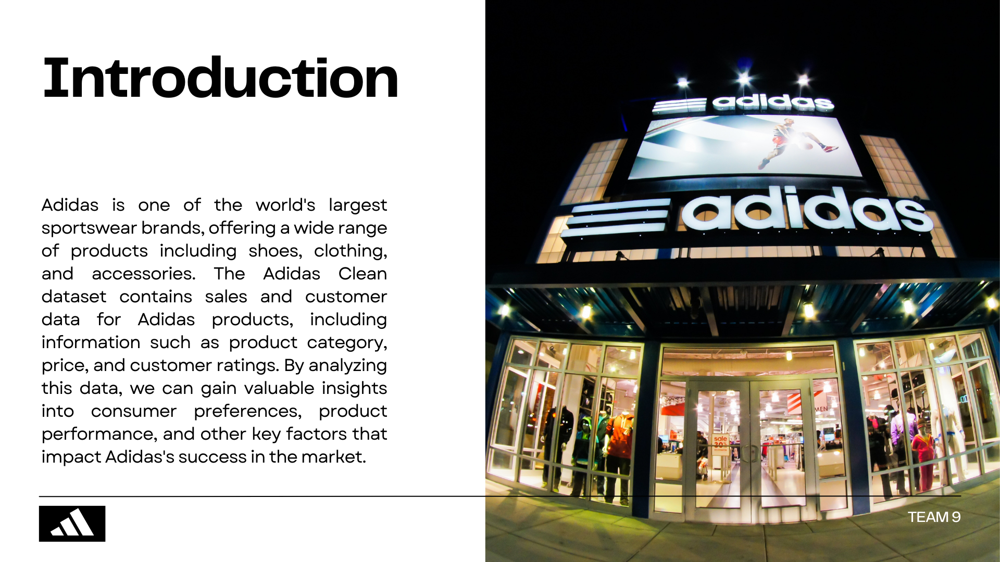 Introduction
Adidas is one of the world's largest
sportswear brands, offering a wide range
of products including shoes, clothing,
and accessories. The Adidas Clean
dataset contains sales and customer
data for Adidas products, including
information such as product category,
price, and customer ratings. By analyzing
this data, we can gain valuable insights
into consumer preferences, product
performance, and other key factors that
impact Adidas's success in the market.
adidas
adidas
MEN
sale
30
TEAM 9